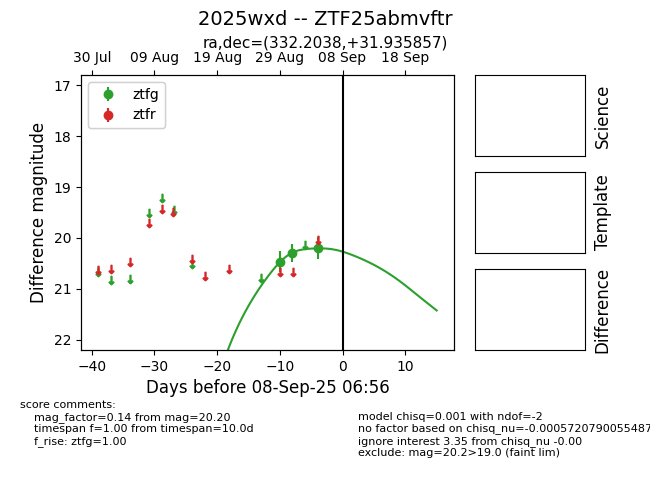 2025wxd -- ZTF25abmvftr
ra,dec=(332.2038,+31.935857)
30 Jul 09 Aug 19 Aug 29 Aug 08 Sep 18 Sep
17
18
19
20
21
22
Difference magnitude
ztfg
ztfr
−40 −30 −20 −10 0 10
Days before 08-Sep-25 06:56
Science
Template
Difference
score comments:
mag_factor=0.14 from mag=20.20
timespan f=1.00 from timespan=10.0d
f_rise: ztfg=1.00
model chisq=0.001 with ndof=-2
no factor based on chisq_nu=-0.0005720790055487
ignore interest 3.35 from chisq_nu -0.00
exclude: mag=20.2>19.0 (faint lim)